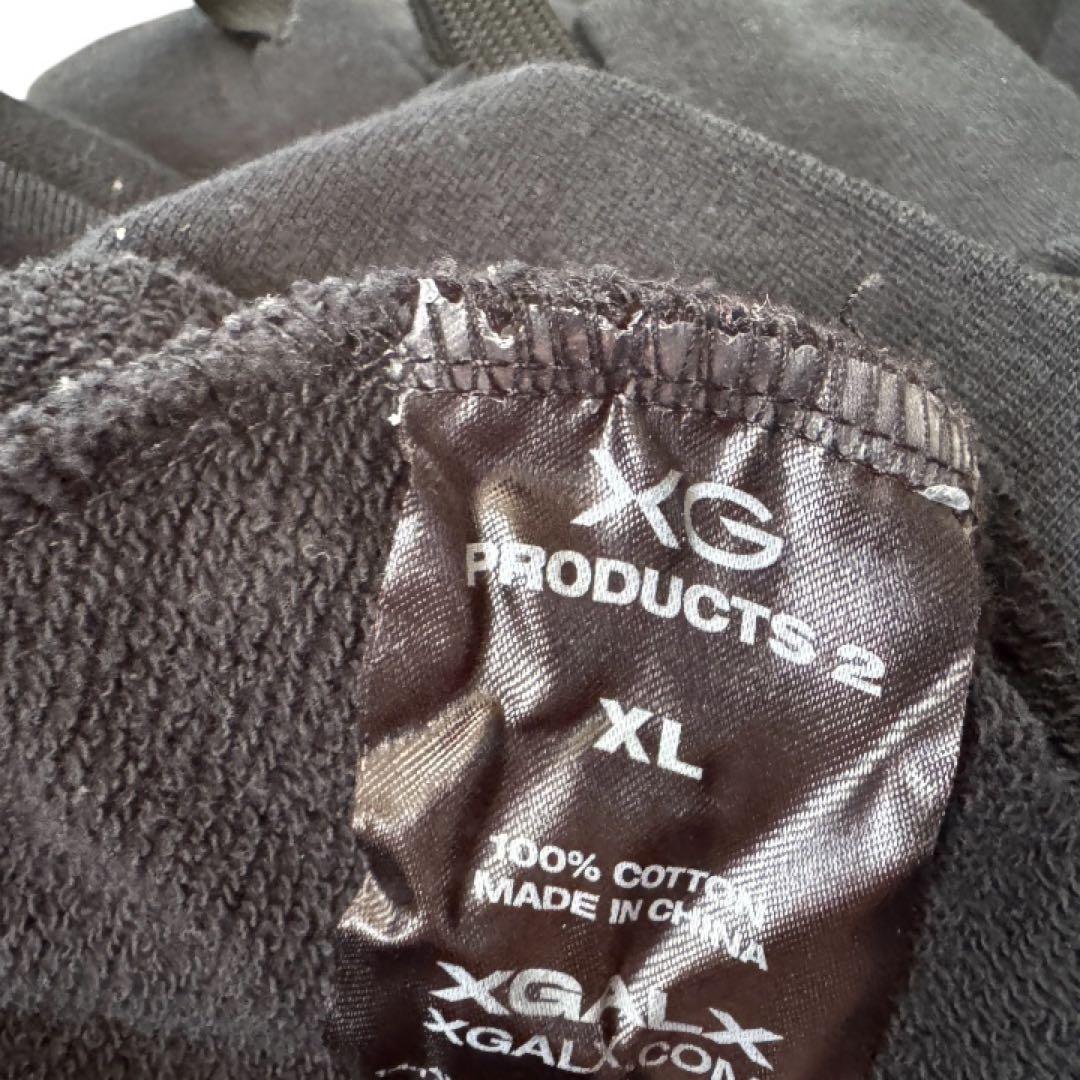 XG
PRODUCTS 2
XL
100% COTTON
MADE IN CHINA
XGALX
XGALX.COM